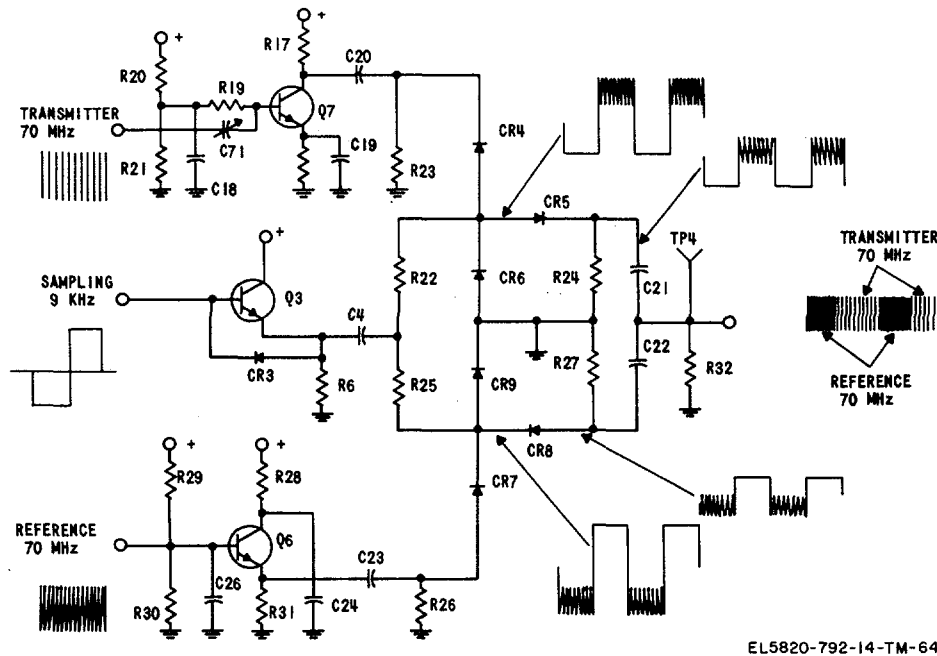 +
R17
C20
+
R20
R19
Q7
TRANSMITTER
70 MHz
C71
C19
R21
C18
R23
CR4
CR5
TRANSMITTER
70 MHz
TP4
+
SAMPLING
9 KHz
Q3
R22
CR6
R24
C21
C4
CR3
R6
R25
CR9
R27
C22
R32
REFERENCE
70 MHz
CR8
+
+
R29
R28
CR7
REFERENCE
70 MHz
Q6
C23
C26
R30
R31
C24
R26
EL5820-792-14-TM-64